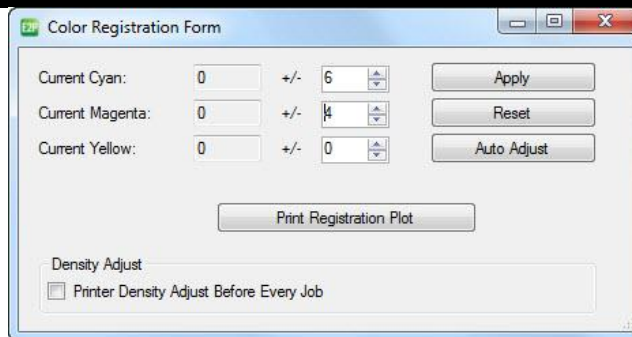 E2F Color Registration Form
Current Cyan: 0 +/- 6 Apply
Current Magenta: 0 +/- 4 Reset
Current Yellow: 0 +/- 0 Auto Adjust
Print Registration Plot
Density Adjust
Printer Density Adjust Before Every Job